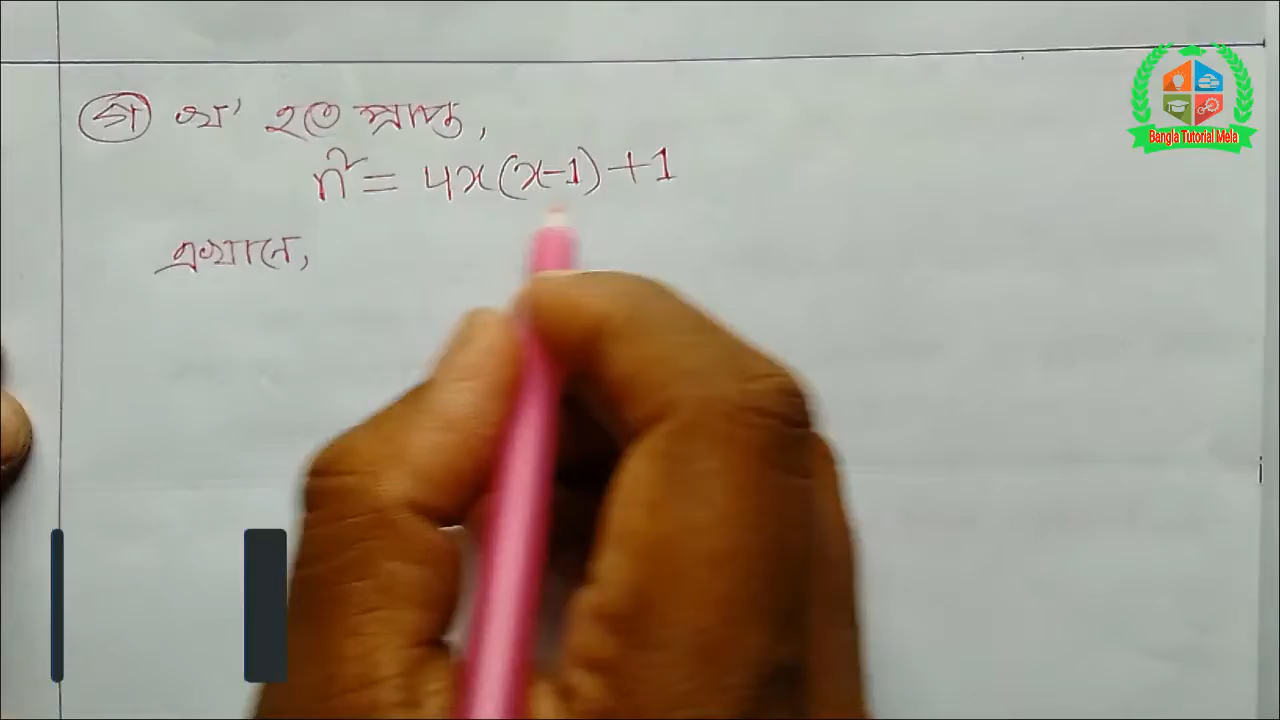 গ খ' হতে প্রাপ্ত,
n² = 4x(x-1)+1
এখানে,
Bangla Tutorial Mela